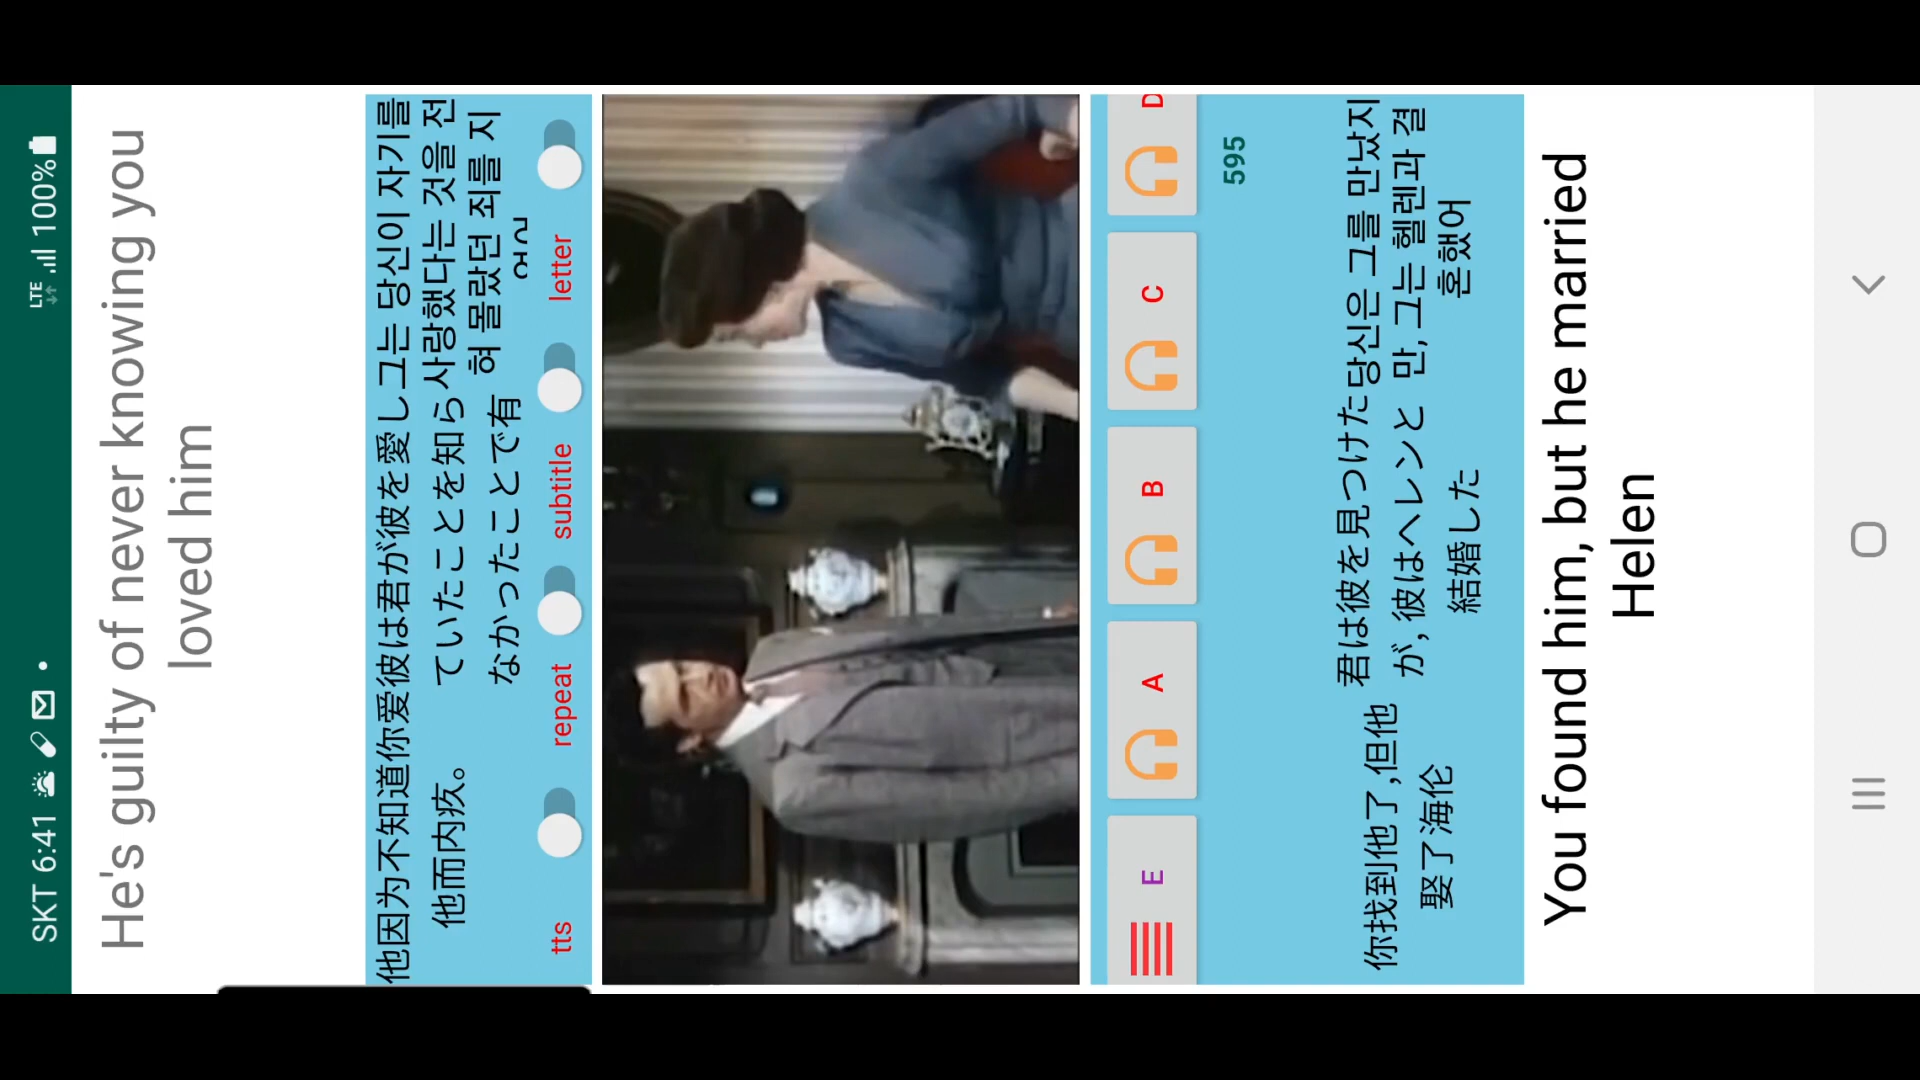 SKT 6:41
LTE
100%
He's guilty of never knowing you
loved him
他因为不知道你爱
他而内疚。
彼は君が彼を愛し
ていたことを知ら
なかったことで有
그는 당신이 자기를
사랑했다는 것을 전
혀 몰랐던 죄를 지
tts
repeat
subtitle
letter
E
A
B
C
D
595
你找到他了,但他
娶了海伦
君は彼を見つけた
が, 彼はヘレンと
結婚した
당신은 그를 만났지
만, 그는 헬렌과 결
혼했어
You found him, but he married
Helen